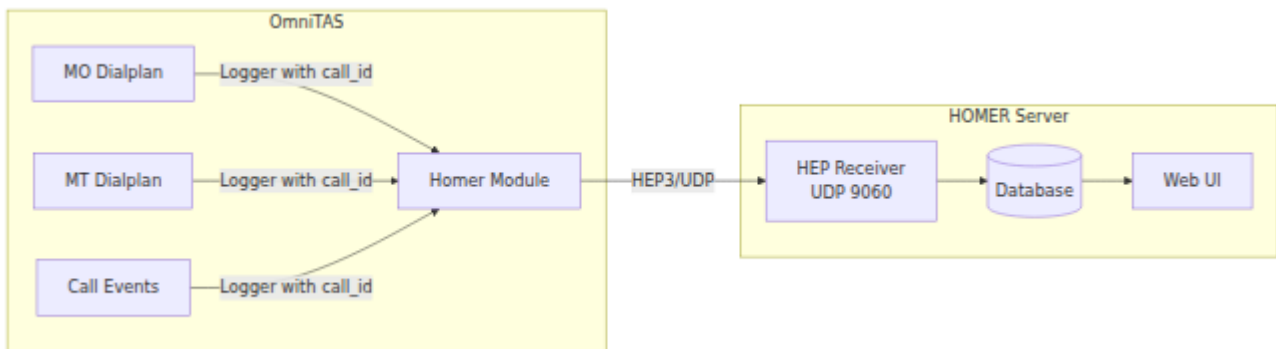 OmniTAS
MO Dialplan
Logger with call_id
MT Dialplan
Logger with call_id
Call Events
Logger with call_id
Homer Module
HEP3/UDP
HOMER Server
HEP Receiver
UDP 9060
Database
Web UI